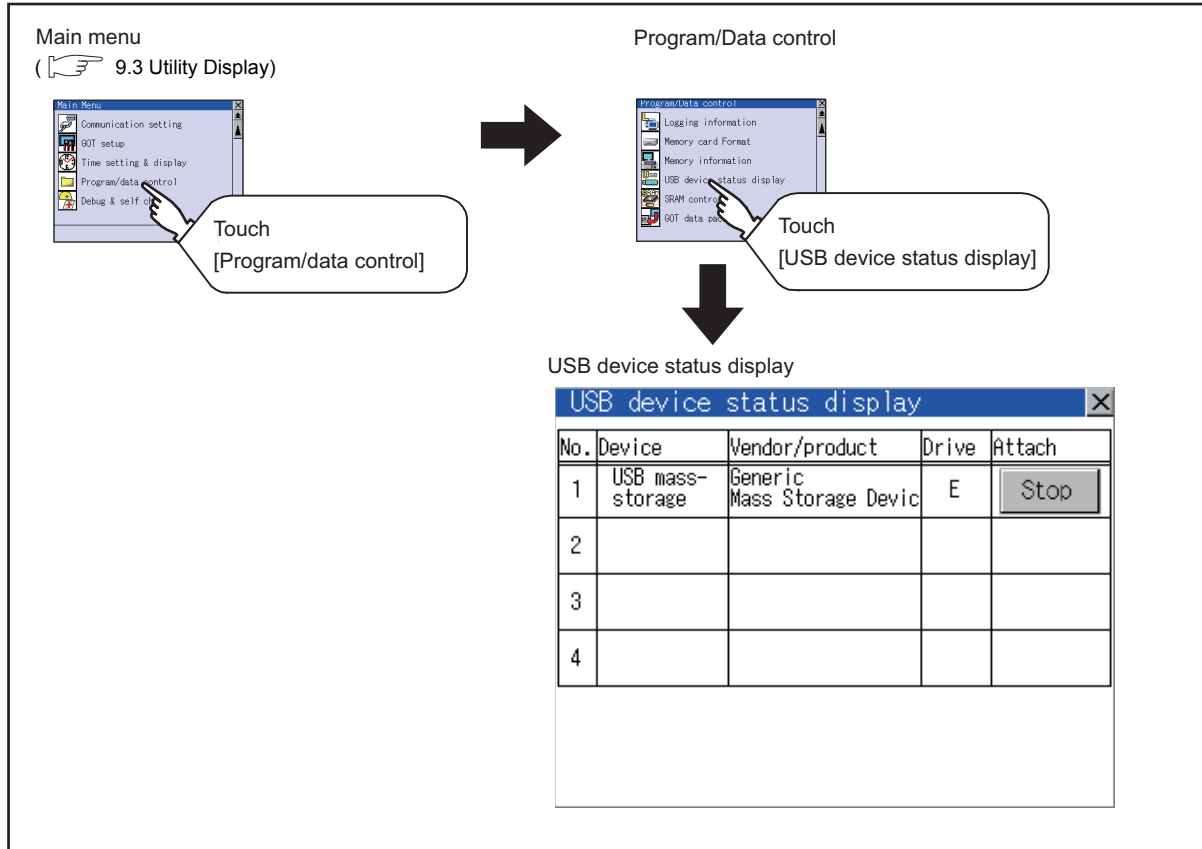 Main menu
( 9.3 Utility Display)
Main Menu
Communication setting
GOT setup
Time setting & display
Program/data control
Debug & self ch
Touch
[Program/data control]
Program/Data control
Program/Data control
Logging information
Memory card Format
Memory information
USB device status display
SRAM contro
GOT data pac
Touch
[USB device status display]
USB device status display
USB device status display
No. Device Vendor/product Drive Attach
1 USB mass- Generic E Stop
storage Mass Storage Devic
2
3
4